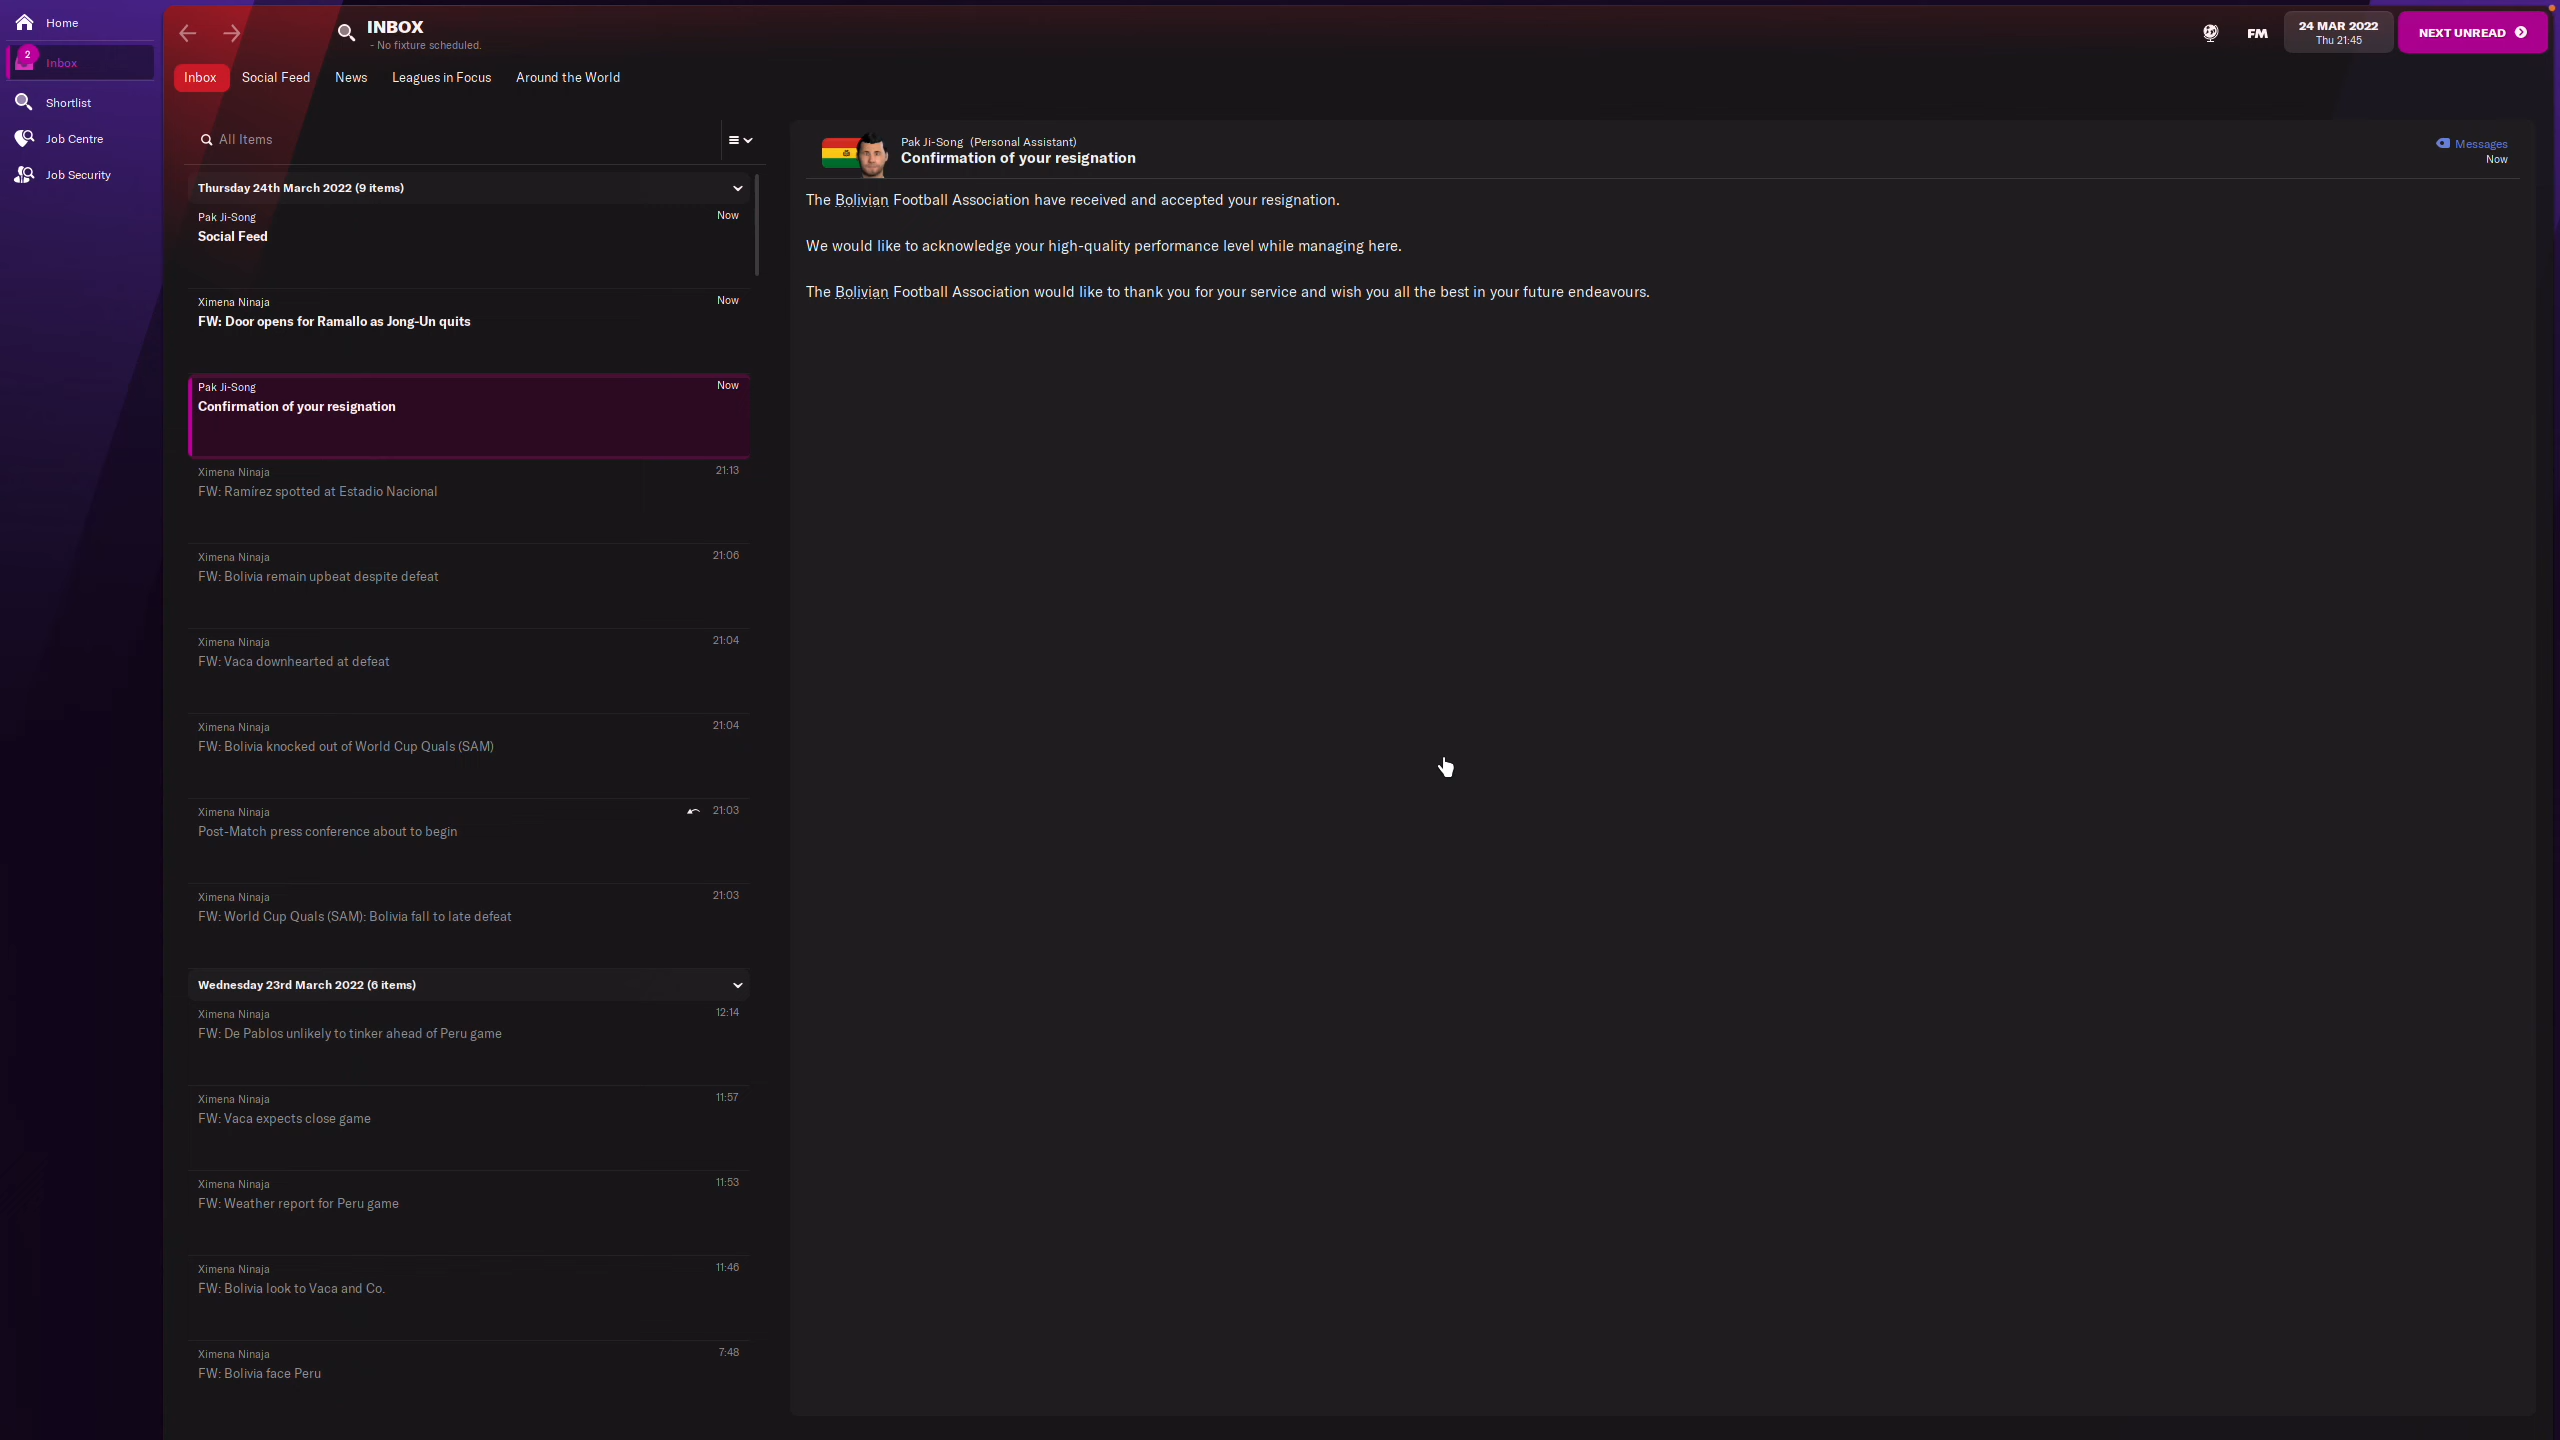 Home
2
Inbox
Shortlist
Job Centre
Job Security
INBOX
- No fixture scheduled.
FM
24 MAR 2022
Thu 21:45
NEXT UNREAD
Inbox
Social Feed
News
Leagues in Focus
Around the World
All Items
Thursday 24th March 2022 (9 items)
Pak Ji-Song
Now
Social Feed
Ximena Ninaja
Now
FW: Door opens for Ramallo as Jong-Un quits
Pak Ji-Song
Now
Confirmation of your resignation
Ximena Ninaja
21:13
FW: Ramírez spotted at Estadio Nacional
Ximena Ninaja
21:06
FW: Bolivia remain upbeat despite defeat
Ximena Ninaja
21:04
FW: Vaca downhearted at defeat
Ximena Ninaja
21:04
FW: Bolivia knocked out of World Cup Quals (SAM)
Ximena Ninaja
21:03
Post-Match press conference about to begin
Ximena Ninaja
21:03
FW: World Cup Quals (SAM): Bolivia fall to late defeat
Wednesday 23rd March 2022 (6 items)
Ximena Ninaja
12:14
FW: De Pablos unlikely to tinker ahead of Peru game
Ximena Ninaja
11:57
FW: Vaca expects close game
Ximena Ninaja
11:53
FW: Weather report for Peru game
Ximena Ninaja
11:46
FW: Bolivia look to Vaca and Co.
Ximena Ninaja
7:48
FW: Bolivia face Peru
Pak Ji-Song (Personal Assistant)
Confirmation of your resignation
Messages
Now
The Bolivian Football Association have received and accepted your resignation.
We would like to acknowledge your high-quality performance level while managing here.
The Bolivian Football Association would like to thank you for your service and wish you all the best in your future endeavours.